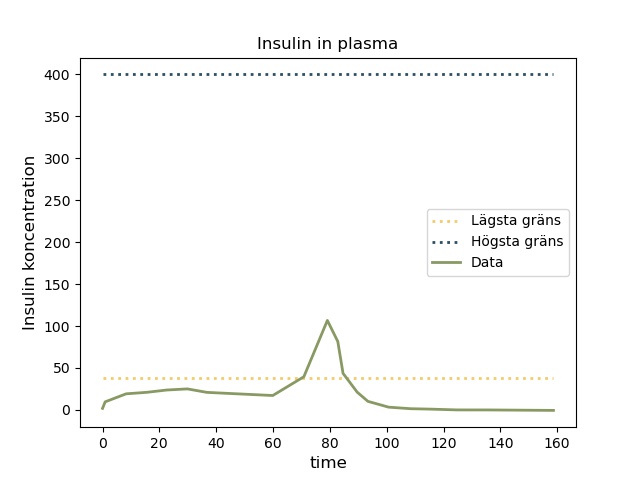 Insulin in plasma
400
350
300
250
200
150
100
50
0
Insulin koncentration
Lägsta gräns
Högsta gräns
Data
0 20 40 60 80 100 120 140 160
time